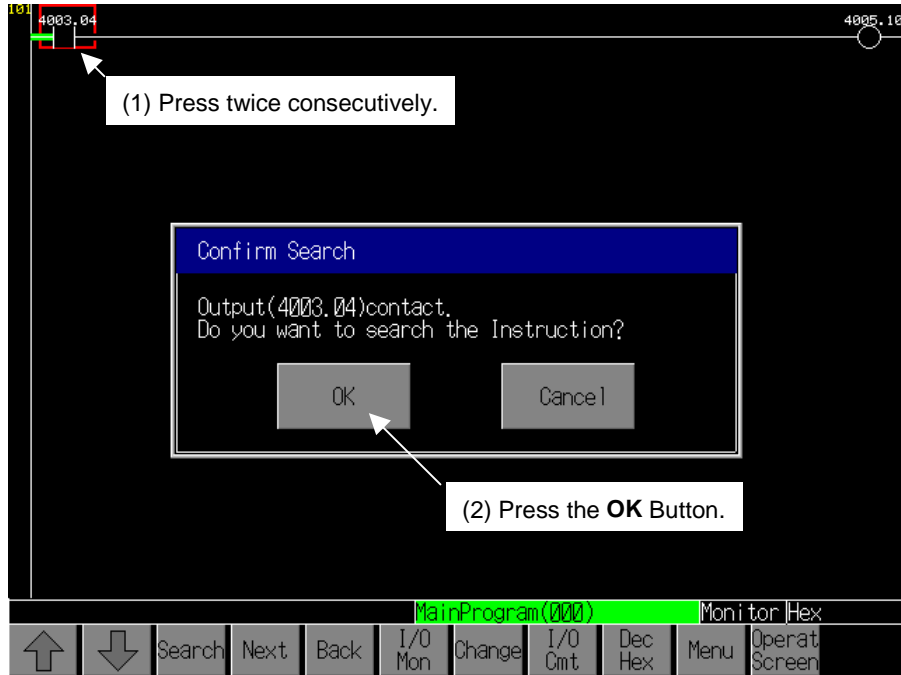 101
4003.04
4005.10
(1) Press twice consecutively.
Confirm Search
Output(4003.04)contact.
Do you want to search the Instruction?
OK
Cancel
(2) Press the OK Button.
MainProgram(000)
Monitor
Hex
Search
Next
Back
I/O
Mon
Change
I/O
Cmt
Dec
Hex
Menu
Operat
Screen